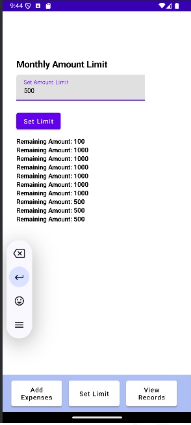 9:44
Monthly Amount Limit
Set Amount Limit
500
Set Limit
Remaining Amount: 100
Remaining Amount: 1000
Remaining Amount: 1000
Remaining Amount: 1000
Remaining Amount: 1000
Remaining Amount: 1000
Remaining Amount: 1000
Remaining Amount: 500
Remaining Amount: 500
Remaining Amount: 500
Add Expenses
Set Limit
View Records